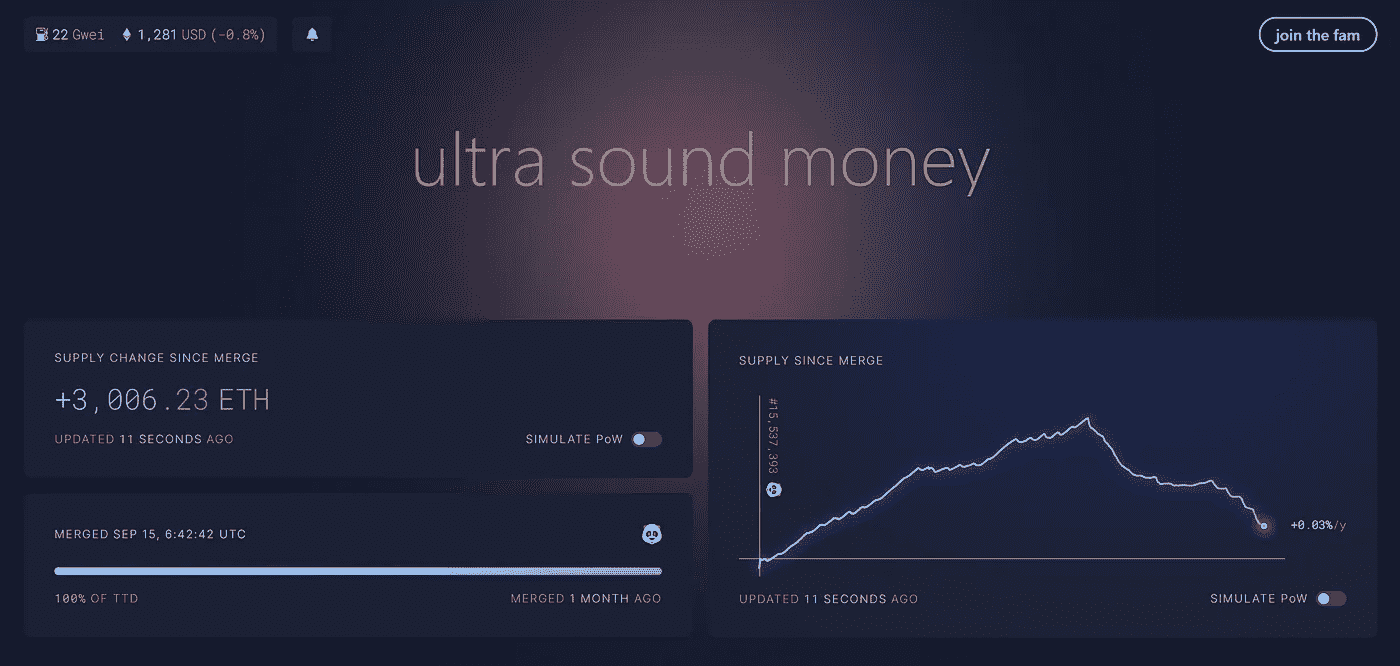 22 Gwei 1,281 USD (-0.8%)
join the fam
ultra sound money
SUPPLY CHANGE SINCE MERGE
+3,006.23 ETH
UPDATED 11 SECONDS AGO
SIMULATE PoW
MERGED SEP 15, 6:42:42 UTC
100% OF TTD
MERGED 1 MONTH AGO
SUPPLY SINCE MERGE
#15,537,393
+0.03%/y
UPDATED 11 SECONDS AGO
SIMULATE PoW